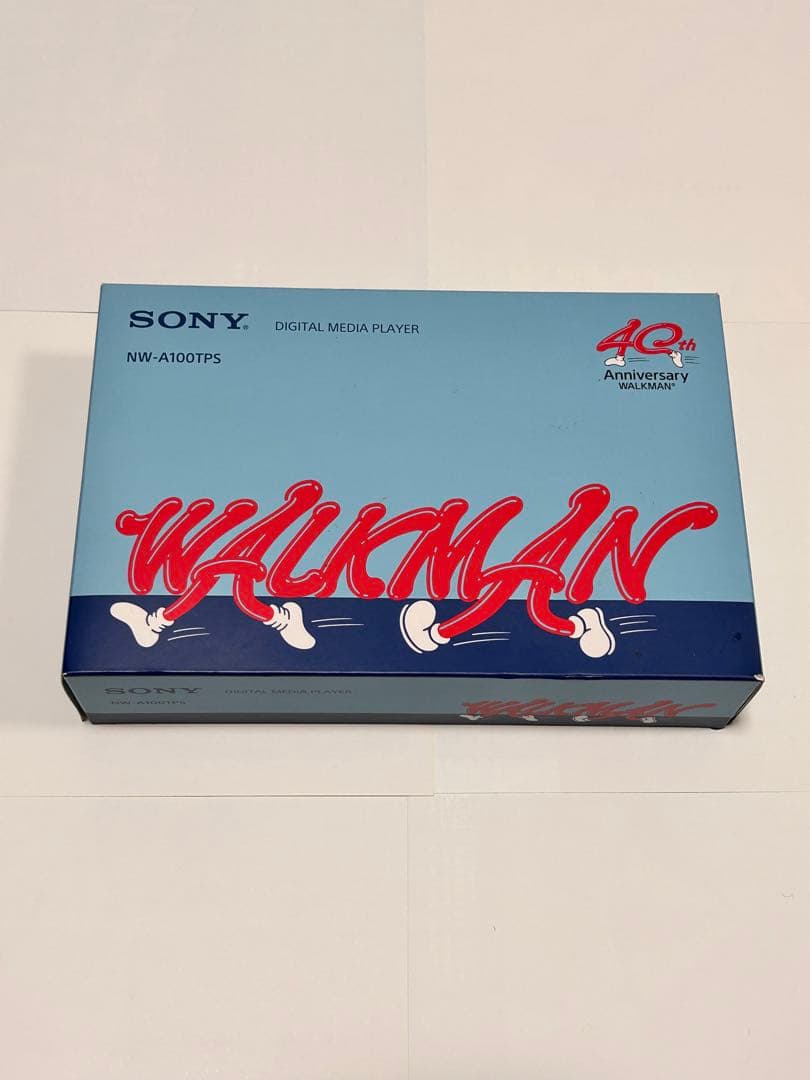 SONY® DIGITAL MEDIA PLAYER
NW-A100TPS
40th
Anniversary
WALKMAN®
WALKMAN
SONY DIGITAL MEDIA PLAYER
NW-A100TPS
WALKMAN